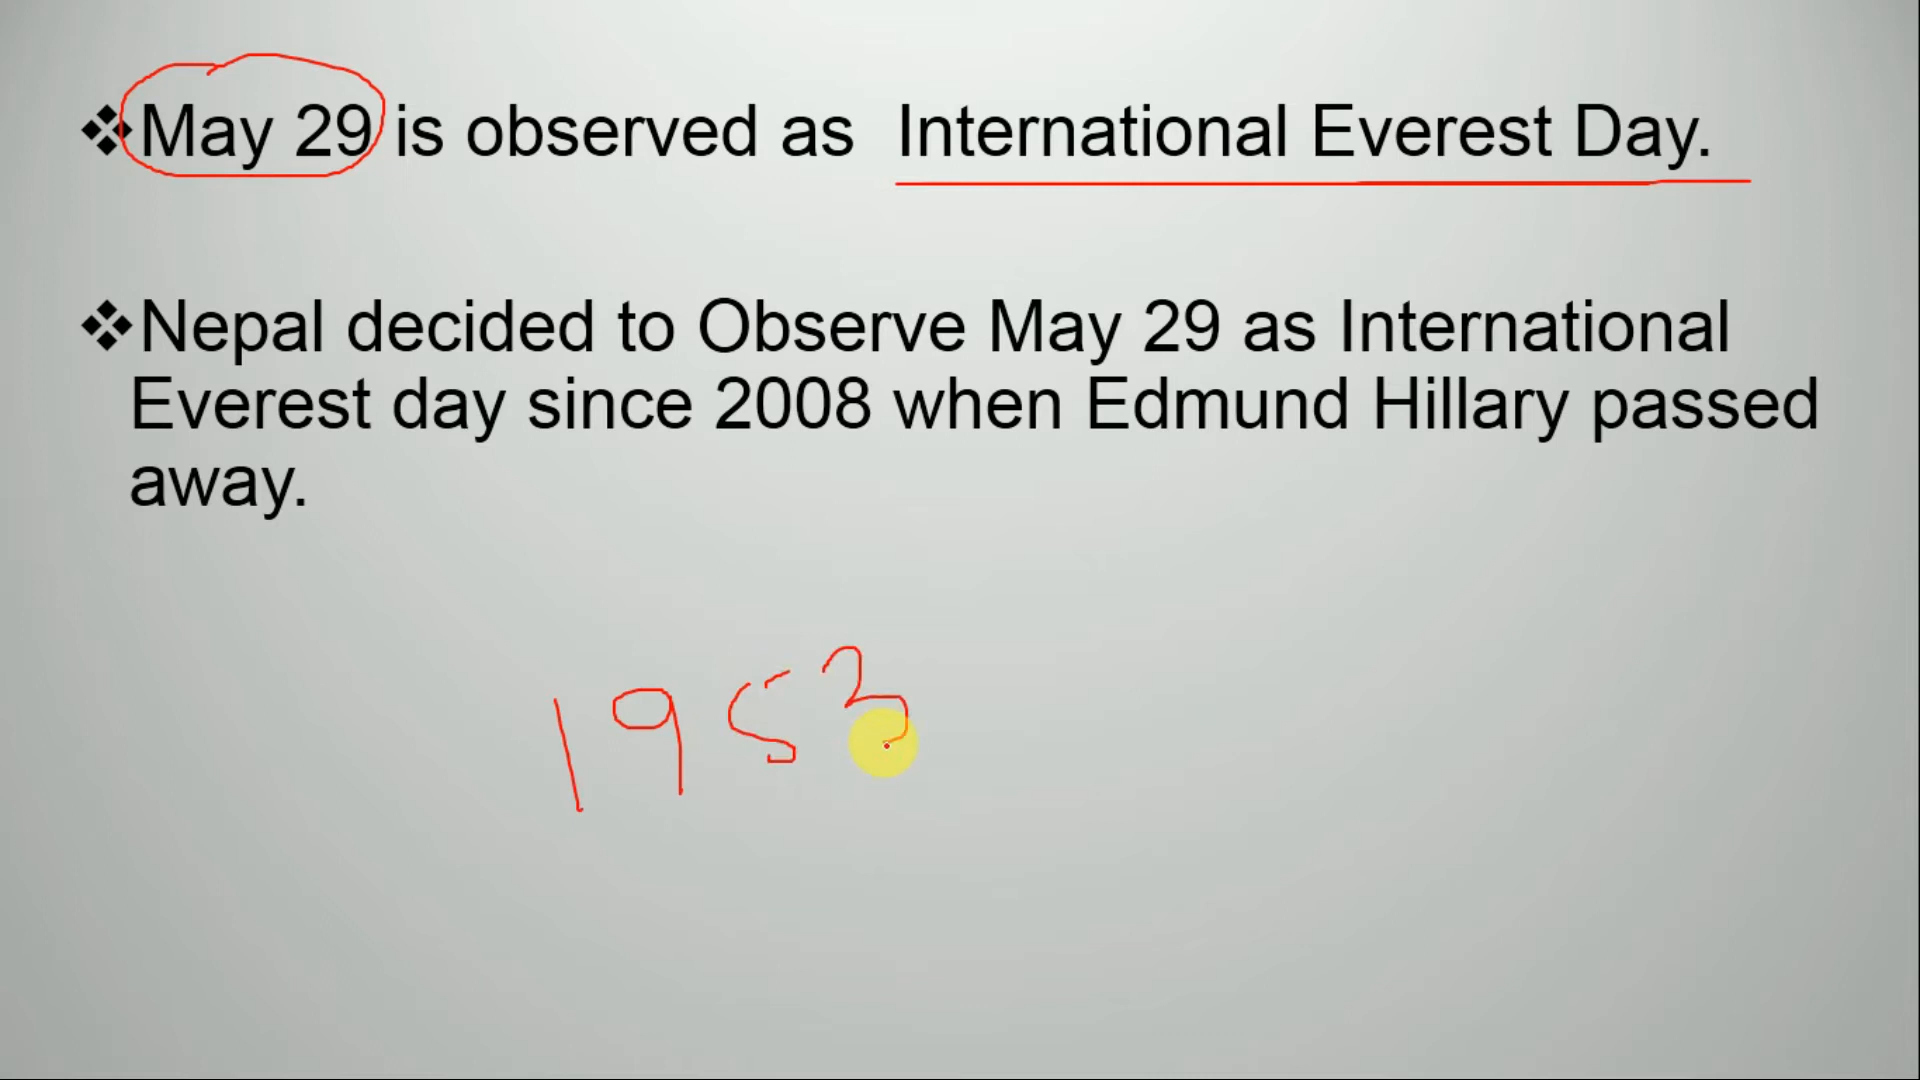 ❖May 29 is observed as International Everest Day.
❖Nepal decided to Observe May 29 as International
Everest day since 2008 when Edmund Hillary passed
away.
1953